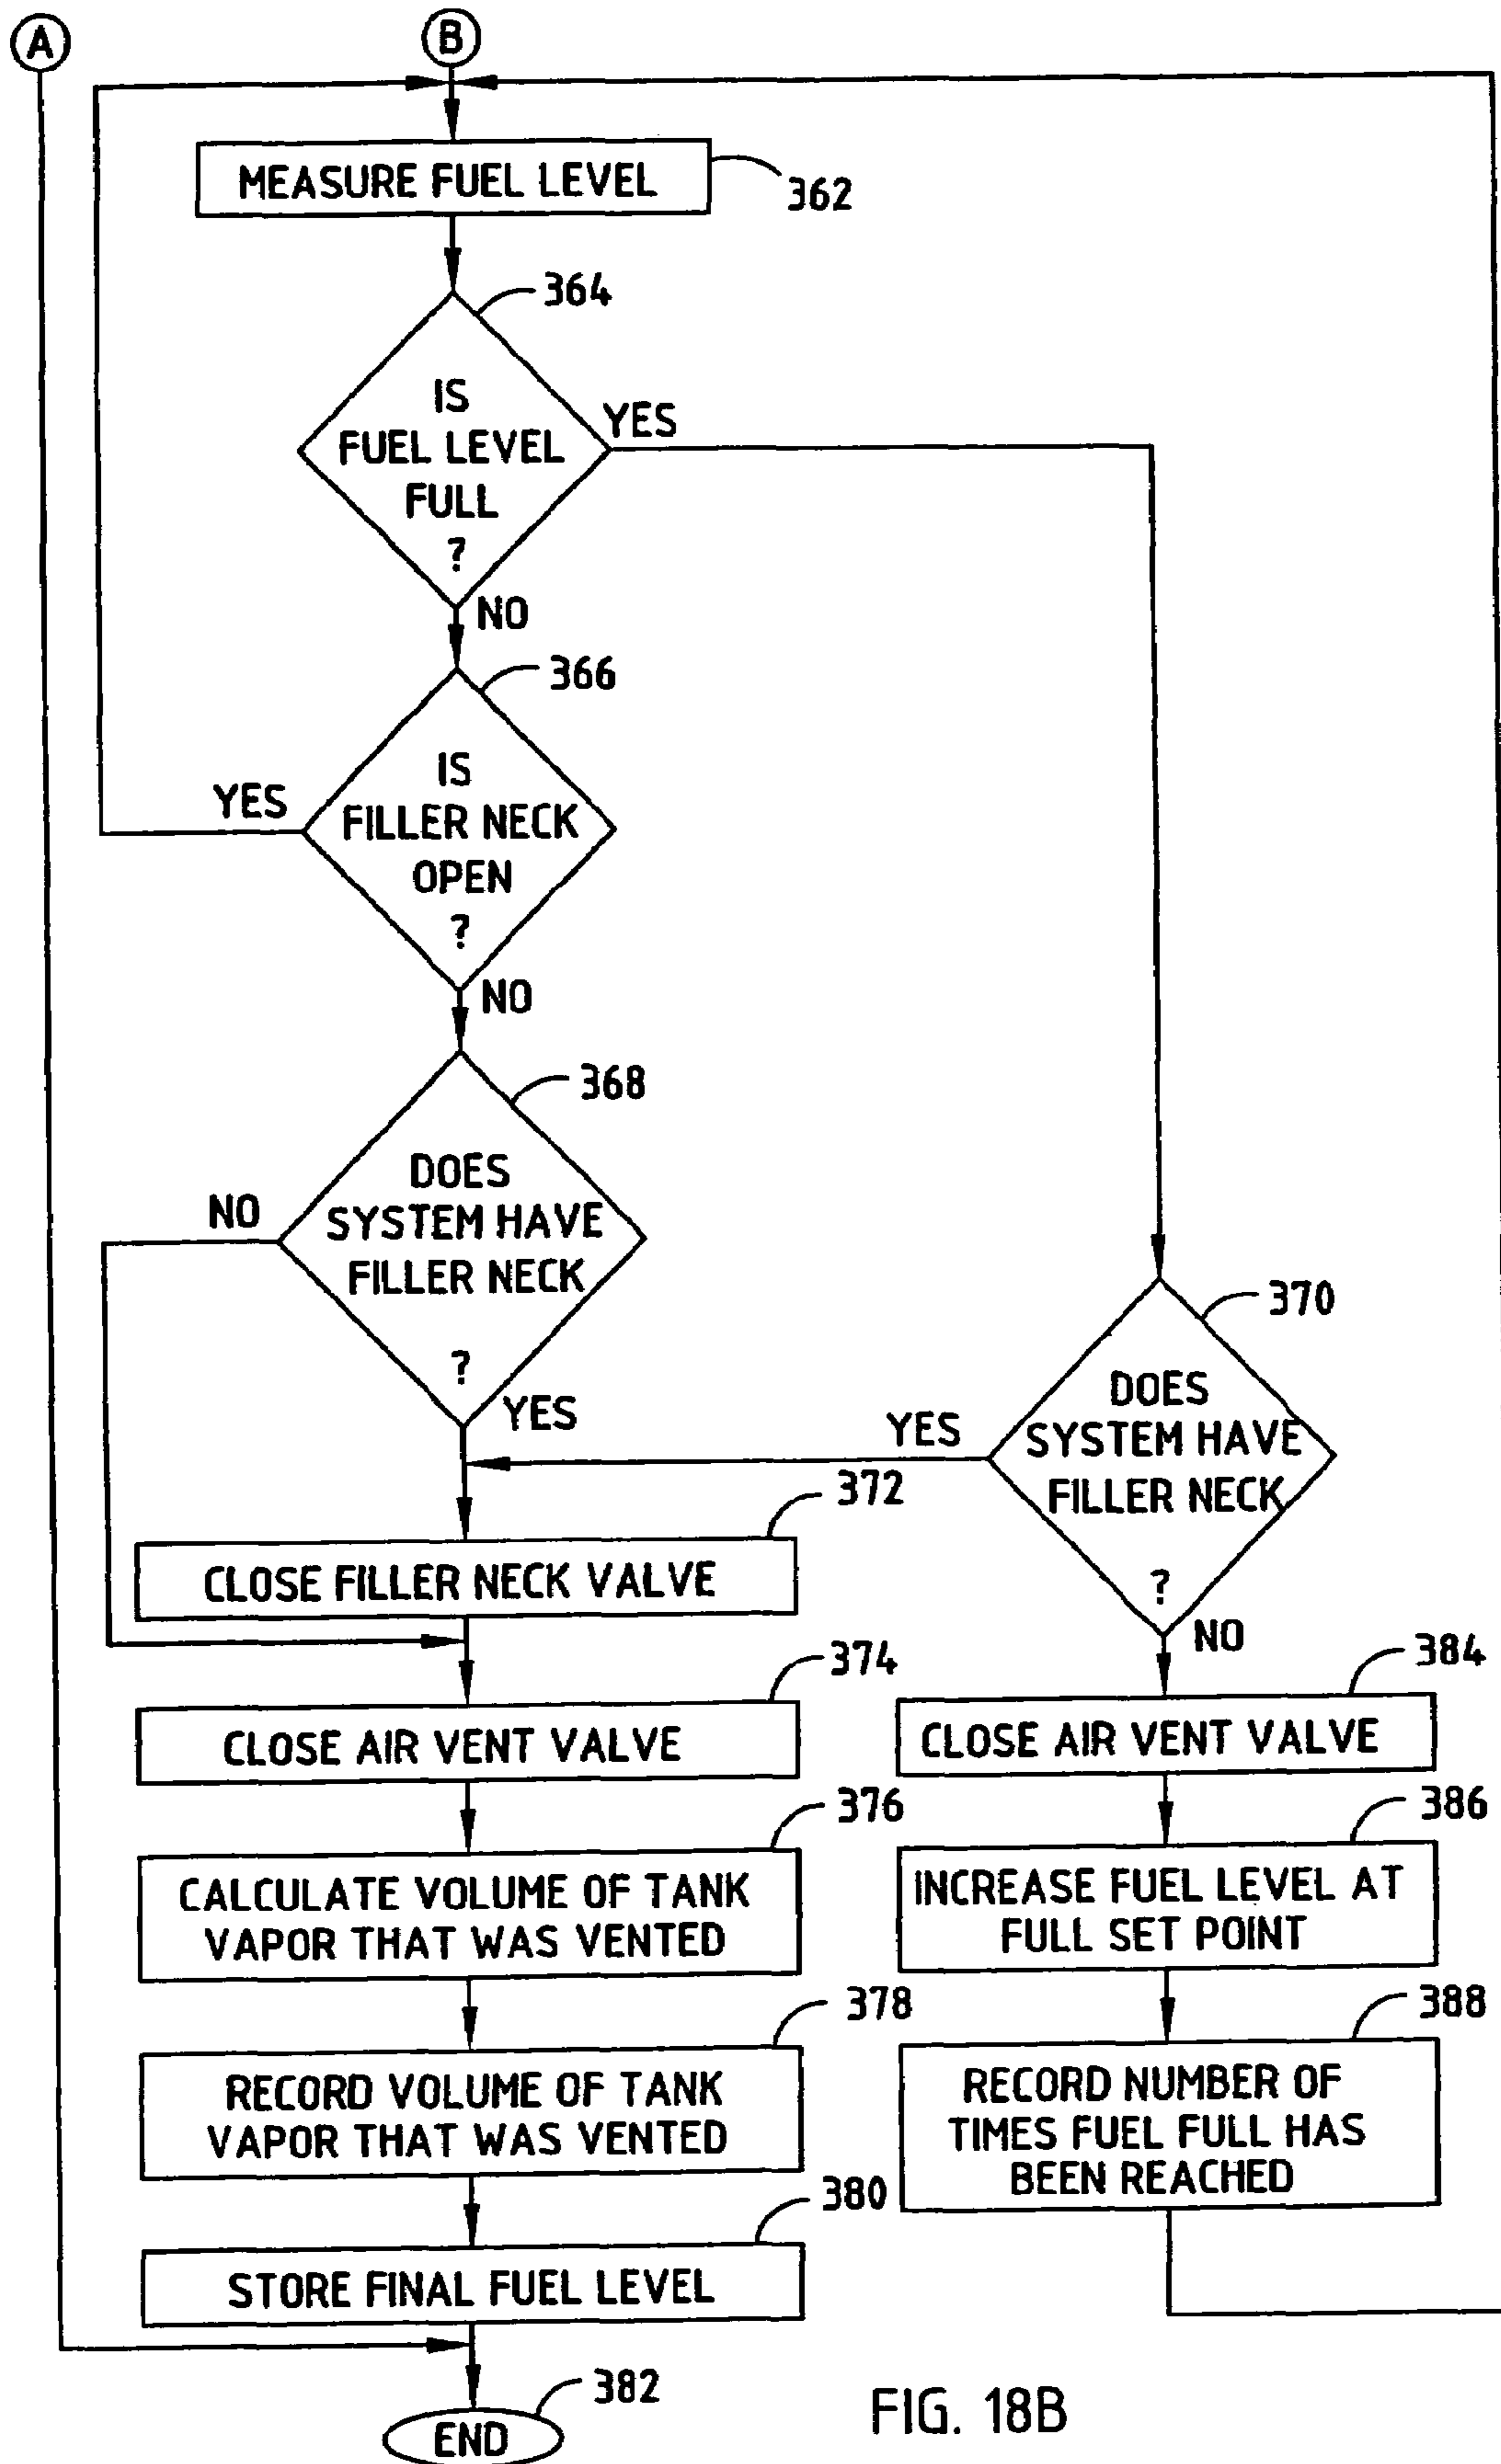 A
B
MEASURE FUEL LEVEL
362
364
IS
FUEL LEVEL
FULL
?
YES
NO
366
IS
FILLER NECK
OPEN
?
YES
NO
368
DOES
SYSTEM HAVE
FILLER NECK
?
NO
YES
370
DOES
SYSTEM HAVE
FILLER NECK
?
YES
NO
372
CLOSE FILLER NECK VALVE
374
CLOSE AIR VENT VALVE
376
CALCULATE VOLUME OF TANK
VAPOR THAT WAS VENTED
378
RECORD VOLUME OF TANK
VAPOR THAT WAS VENTED
380
STORE FINAL FUEL LEVEL
382
END
384
CLOSE AIR VENT VALVE
386
INCREASE FUEL LEVEL AT
FULL SET POINT
388
RECORD NUMBER OF
TIMES FUEL FULL HAS
BEEN REACHED
FIG. 18B